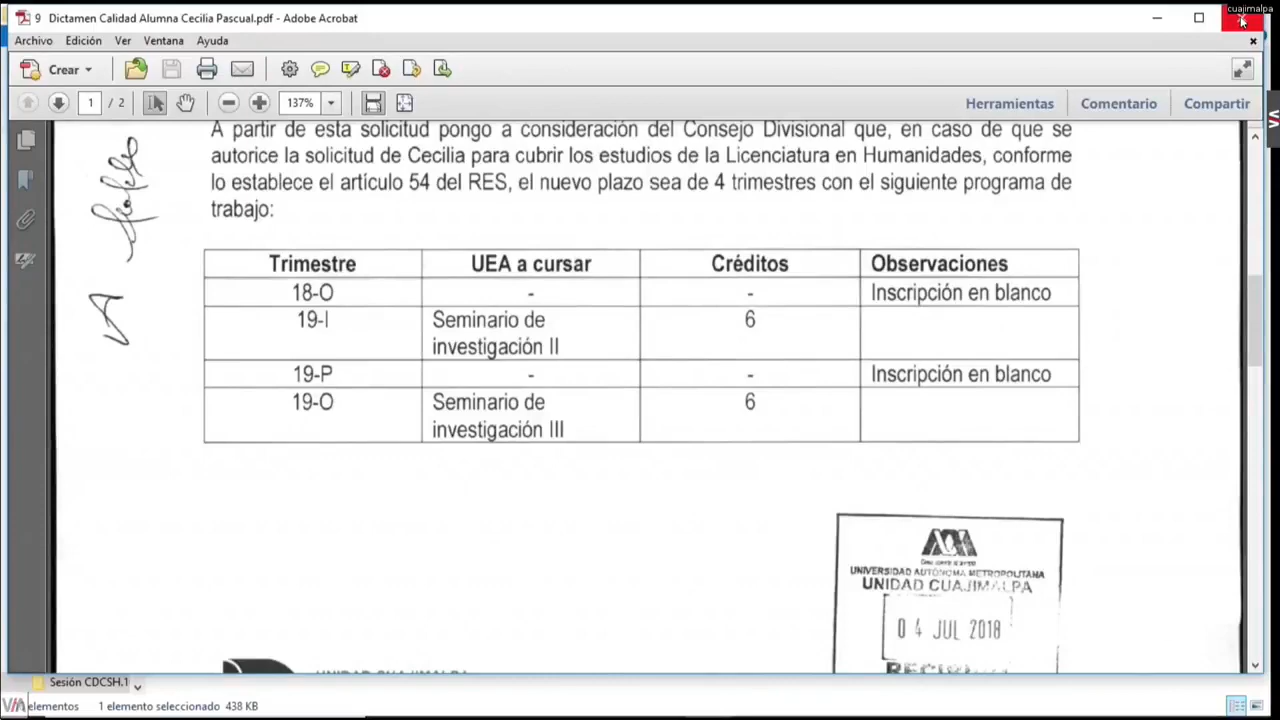 cuajimalpa
9 Dictamen Calidad Alumna Cecilia Pascual.pdf - Adobe Acrobat
Archivo Edición Ver Ventana Ayuda
Crear
1 / 2 137% Herramientas Comentario Compartir
A partir de esta solicitud pongo a consideración del Consejo Divisional que, en caso de que se
autorice la solicitud de Cecilia para cubrir los estudios de la Licenciatura en Humanidades, conforme
lo establece el artículo 54 del RES, el nuevo plazo sea de 4 trimestres con el siguiente programa de
trabajo:
Trimestre UEA a cursar Créditos Observaciones
18-O - - Inscripción en blanco
19-I Seminario de 6
investigación II
19-P - - Inscripción en blanco
19-O Seminario de 6
investigación III
UNIVERSIDAD AUTÓNOMA METROPOLITANA
UNIDAD CUAJIMALPA
04 JUL 2018
UNIDAD CUAJIMALPA
Sesión CDCSH.1
elementos 1 elemento seleccionado 438 KB